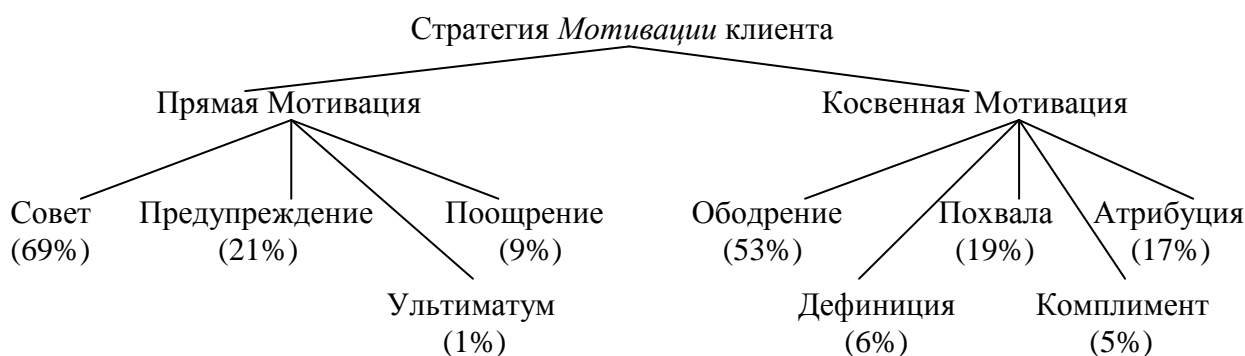 Стратегия Мотивации клиента
Прямая Мотивация Косвенная Мотивация
Совет Предупреждение Поощрение Ободрение Похвала Атрибуция
(69%) (21%) (9%) (53%) (19%) (17%)
Ультиматум Дефиниция Комплимент
(1%) (6%) (5%)